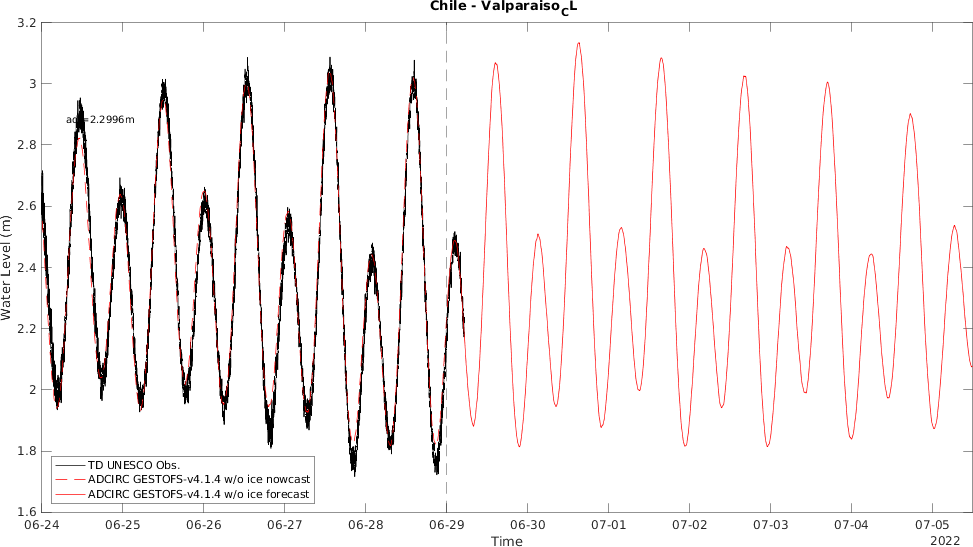 Chile - Valparaiso_CL
3.2
3
2.8
2.6
2.4
2.2
2
1.8
1.6
Water Level (m)
=2.2996m
TD UNESCO Obs.
ADCIRC GESTOFS-v4.1.4 w/o ice nowcast
ADCIRC GESTOFS-v4.1.4 w/o ice forecast
06-24 06-25 06-26 06-27 06-28 06-29 06-30 07-01 07-02 07-03 07-04 07-05
Time
2022